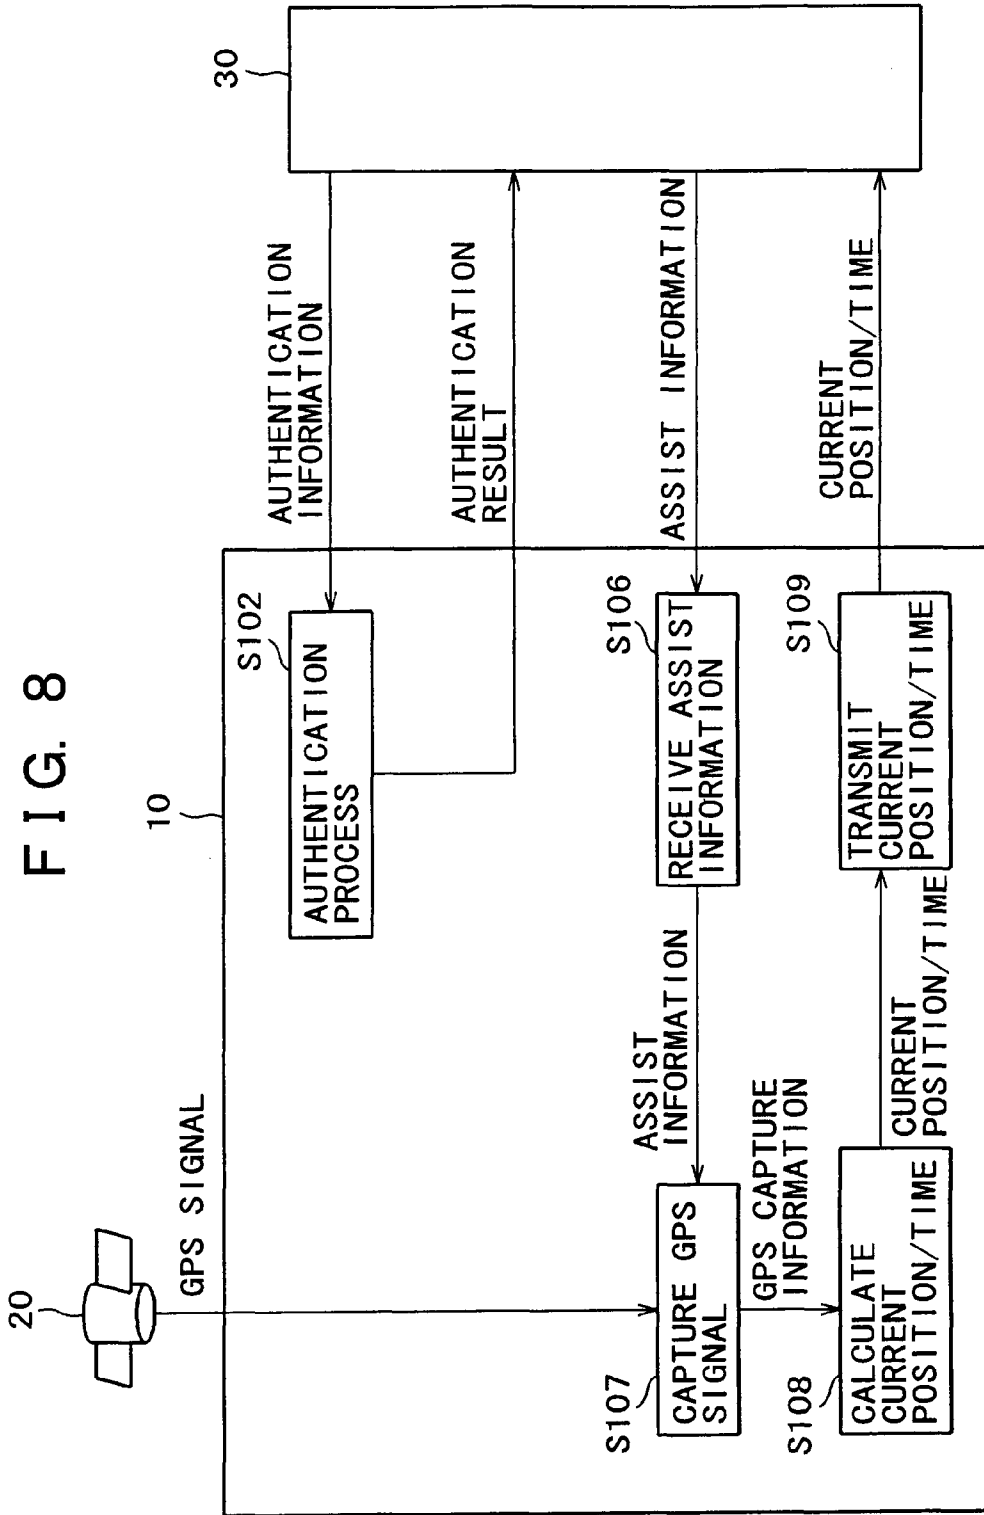 FIG. 8
20
GPS SIGNAL
10
30
S102
AUTHENTICATION
PROCESS
AUTHENTICATION
INFORMATION
AUTHENTICATION
RESULT
S107
CAPTURE GPS
SIGNAL
ASSIST
INFORMATION
S106
RECEIVE ASSIST
INFORMATION
ASSIST INFORMATION
GPS CAPTURE
INFORMATION
S108
CALCULATE
CURRENT
POSITION/TIME
CURRENT
POSITION/TIME
S109
TRANSMIT
CURRENT
POSITION/TIME
CURRENT
POSITION/TIME